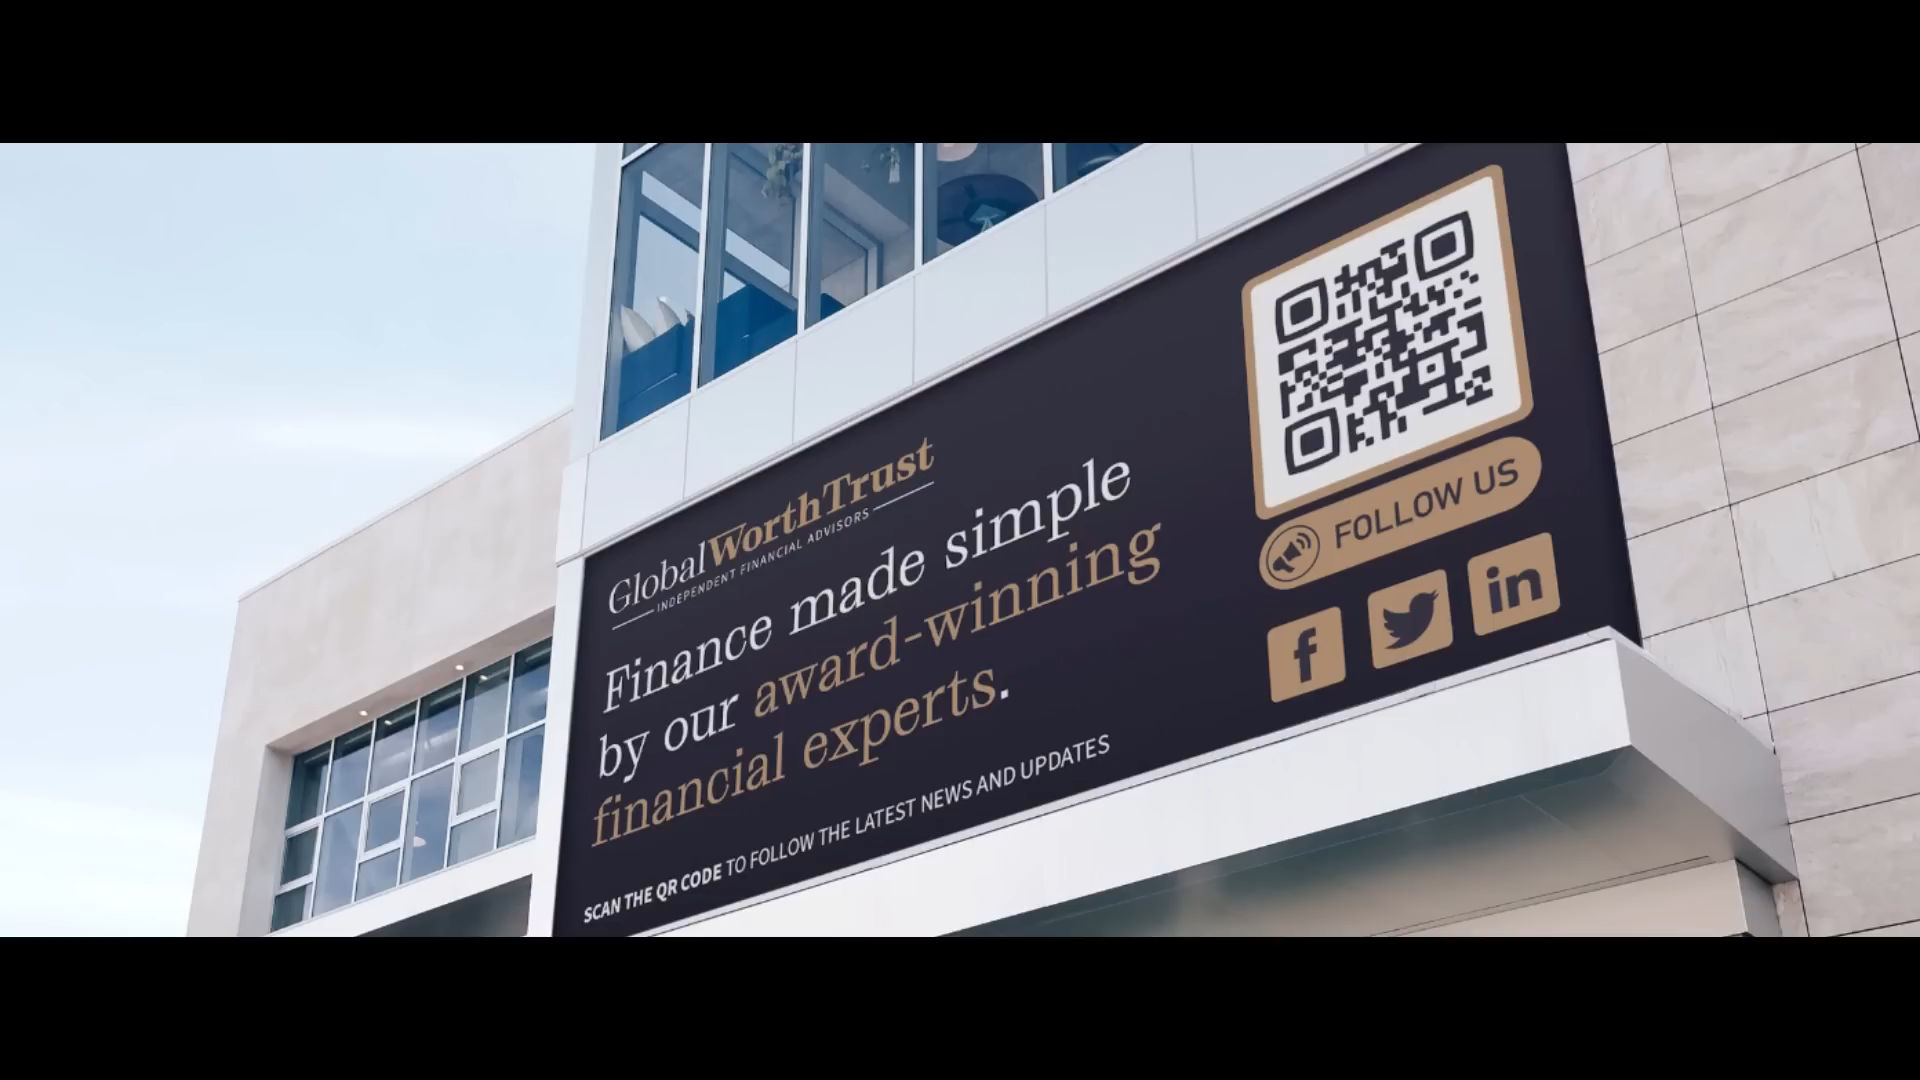 GlobalWorthTrust
INDEPENDENT FINANCIAL ADVISORS
Finance made simple
by our award-winning
financial experts.
SCAN THE QR CODE TO FOLLOW THE LATEST NEWS AND UPDATES
FOLLOW US
f
in